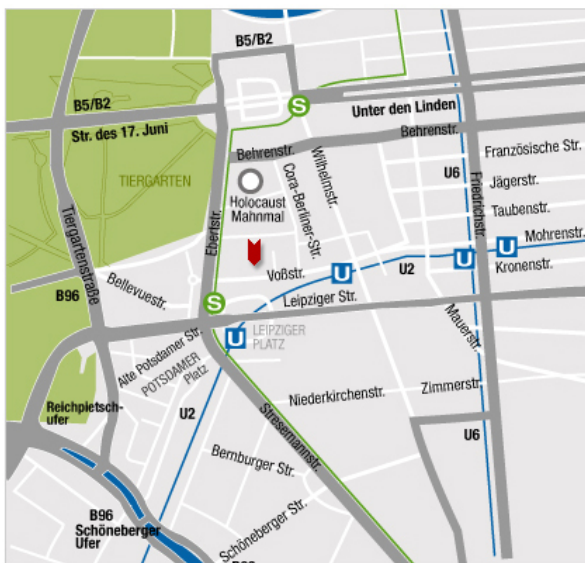 B5/B2
B5/B2
S
Unter den Linden
Str. des 17. Juni
Behrenstr.
Behrenstr.
Französische Str.
TIERGARTEN
Holocaust
Mahnmal
Wilhelmstr.
Cora-Berliner-Str.
U6
Friedrichstr.
Jägerstr.
Taubenstr.
Mohrenstr.
Tiergartenstraße
Ebertstr.
Voßstr.
U
U2
U
U
Kronenstr.
B96
Bellevuestr.
S
Leipziger Str.
Mauerstr.
U
LEIPZIGER
PLATZ
Alte Potsdamer Str.
POTSDAMER
Platz
Niederkirchenstr.
Zimmerstr.
Reichpietsch-
ufer
U2
Stresemannstr.
U6
Bernburger Str.
B96
Schöneberger
Ufer
Schöneberger Str.